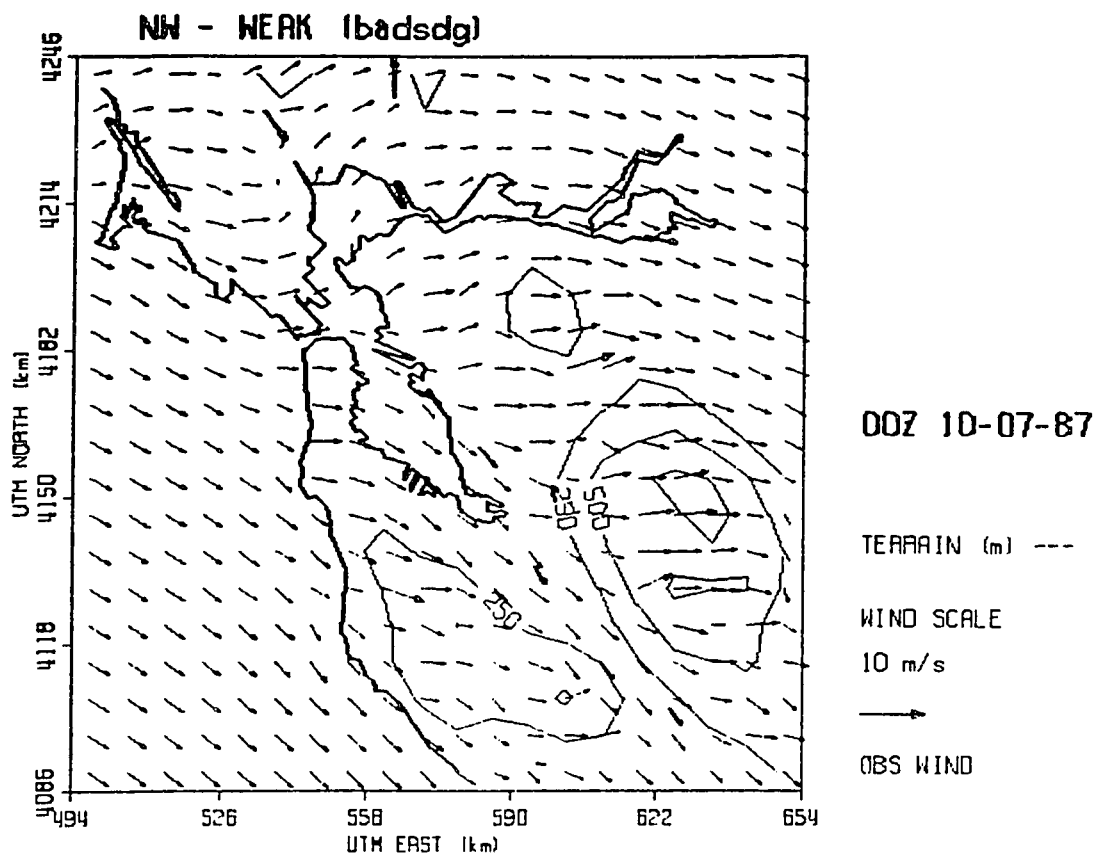 NW - WEAK (badsdg)
4246
4214
4182
4150
4118
4086
UTM NORTH (km)
494
526
558
590
622
654
UTM EAST (km)
250
500
250
00Z 10-07-87
TERRAIN (m) ---
WIND SCALE
10 m/s
OBS WIND